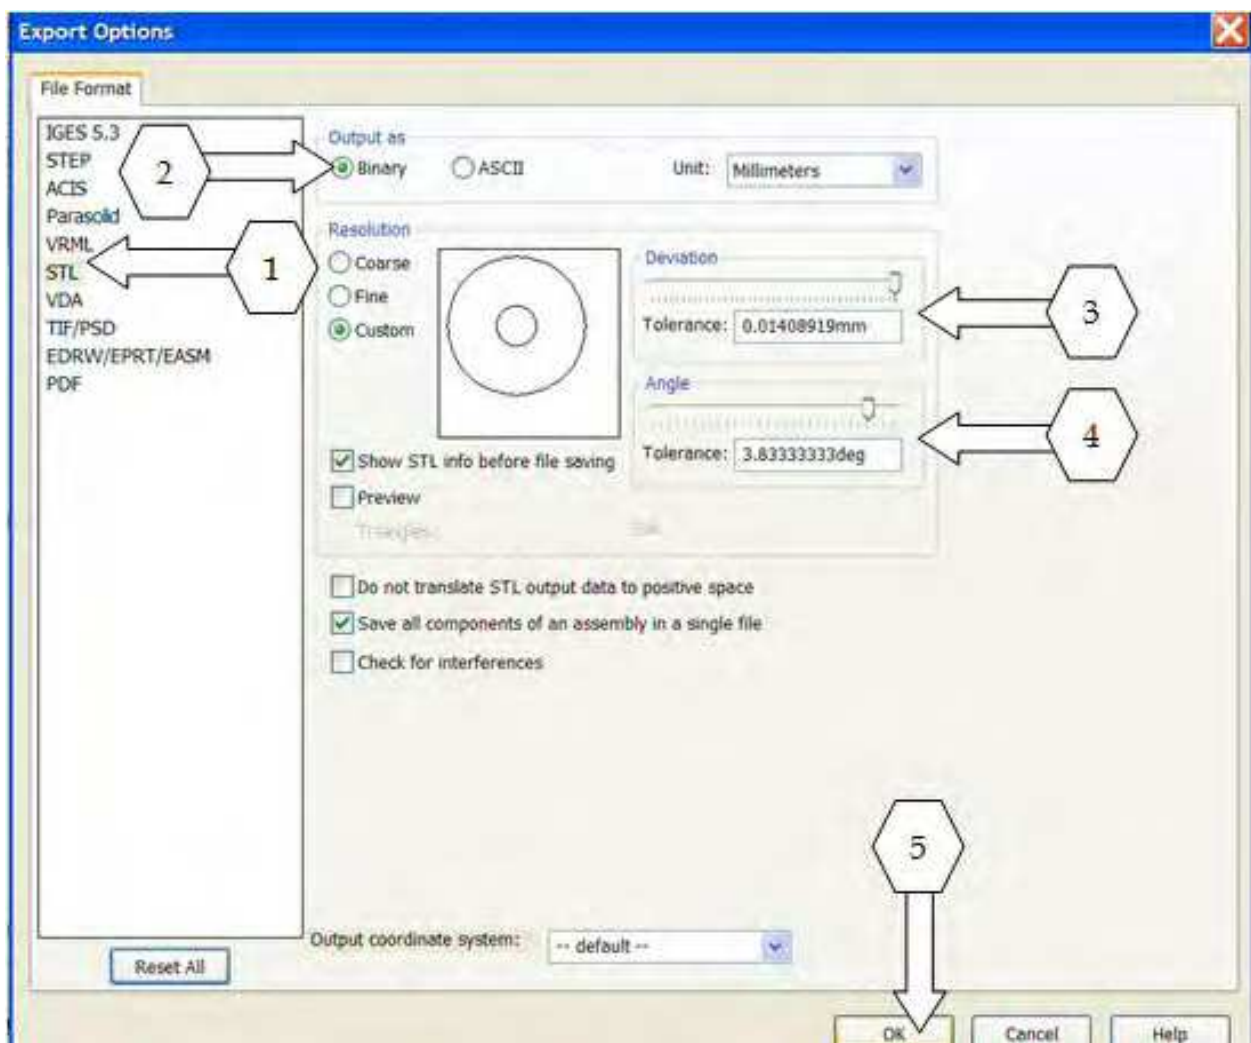 Export Options
File Format
IGES 5.3
STEP
ACIS
Parasolid
VRML
STL
VDA
TIF/PSD
EDRW/EPRT/EASM
PDF
2
1
Output as
Binary
ASCII
Unit:
Millimeters
Resolution
Coarse
Fine
Custom
Deviation
Tolerance: 0.01408919mm
3
Angle
Tolerance: 3.83333333deg
4
Show STL info before file saving
Preview
Triangles:
Do not translate STL output data to positive space
Save all components of an assembly in a single file
Check for interferences
5
Output coordinate system: -- default --
Reset All
OK
Cancel
Help